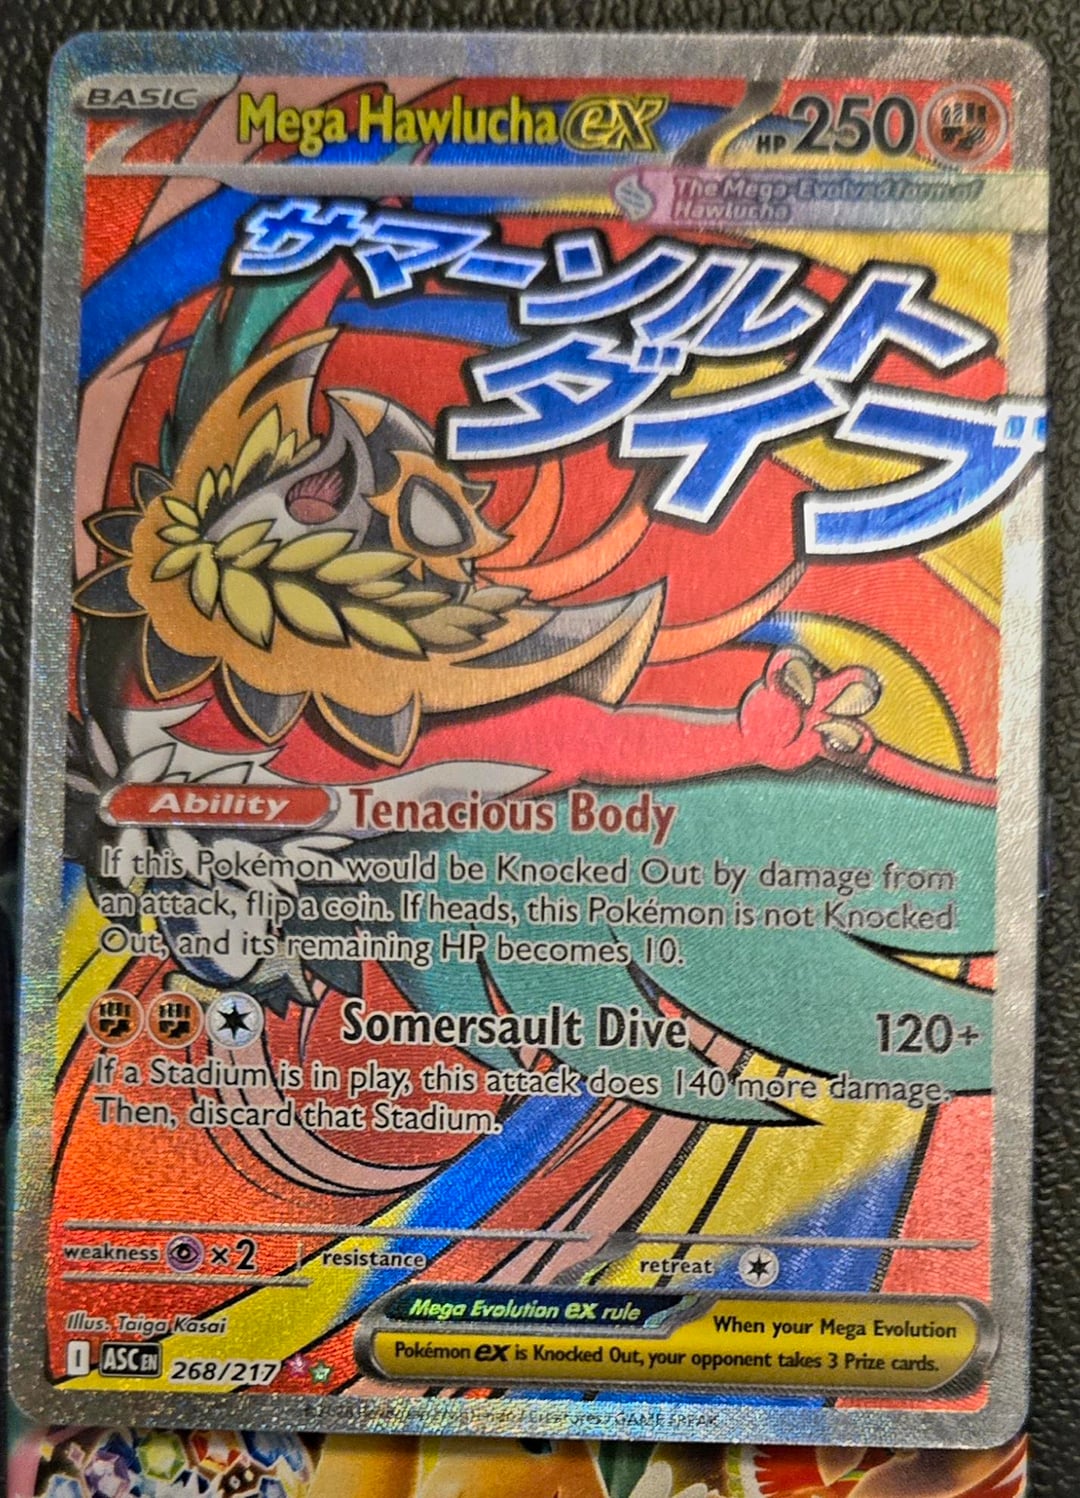 BASIC
Mega Hawlucha ex
HP 250
The Mega-Evolved form of
Hawlucha
サマーソルト
ダイブ
Ability Tenacious Body
If this Pokémon would be Knocked Out by damage from
an attack, flip a coin. If heads, this Pokémon is not Knocked
Out, and its remaining HP becomes 10.
Somersault Dive 120+
If a Stadium is in play, this attack does 140 more damage.
Then, discard that Stadium.
weakness ×2 resistance retreat
Illus. Taiga Kasai
Mega Evolution ex rule
When your Mega Evolution
Pokémon ex is Knocked Out, your opponent takes 3 Prize cards.
I ASC EN 268/217
GAME FREAK